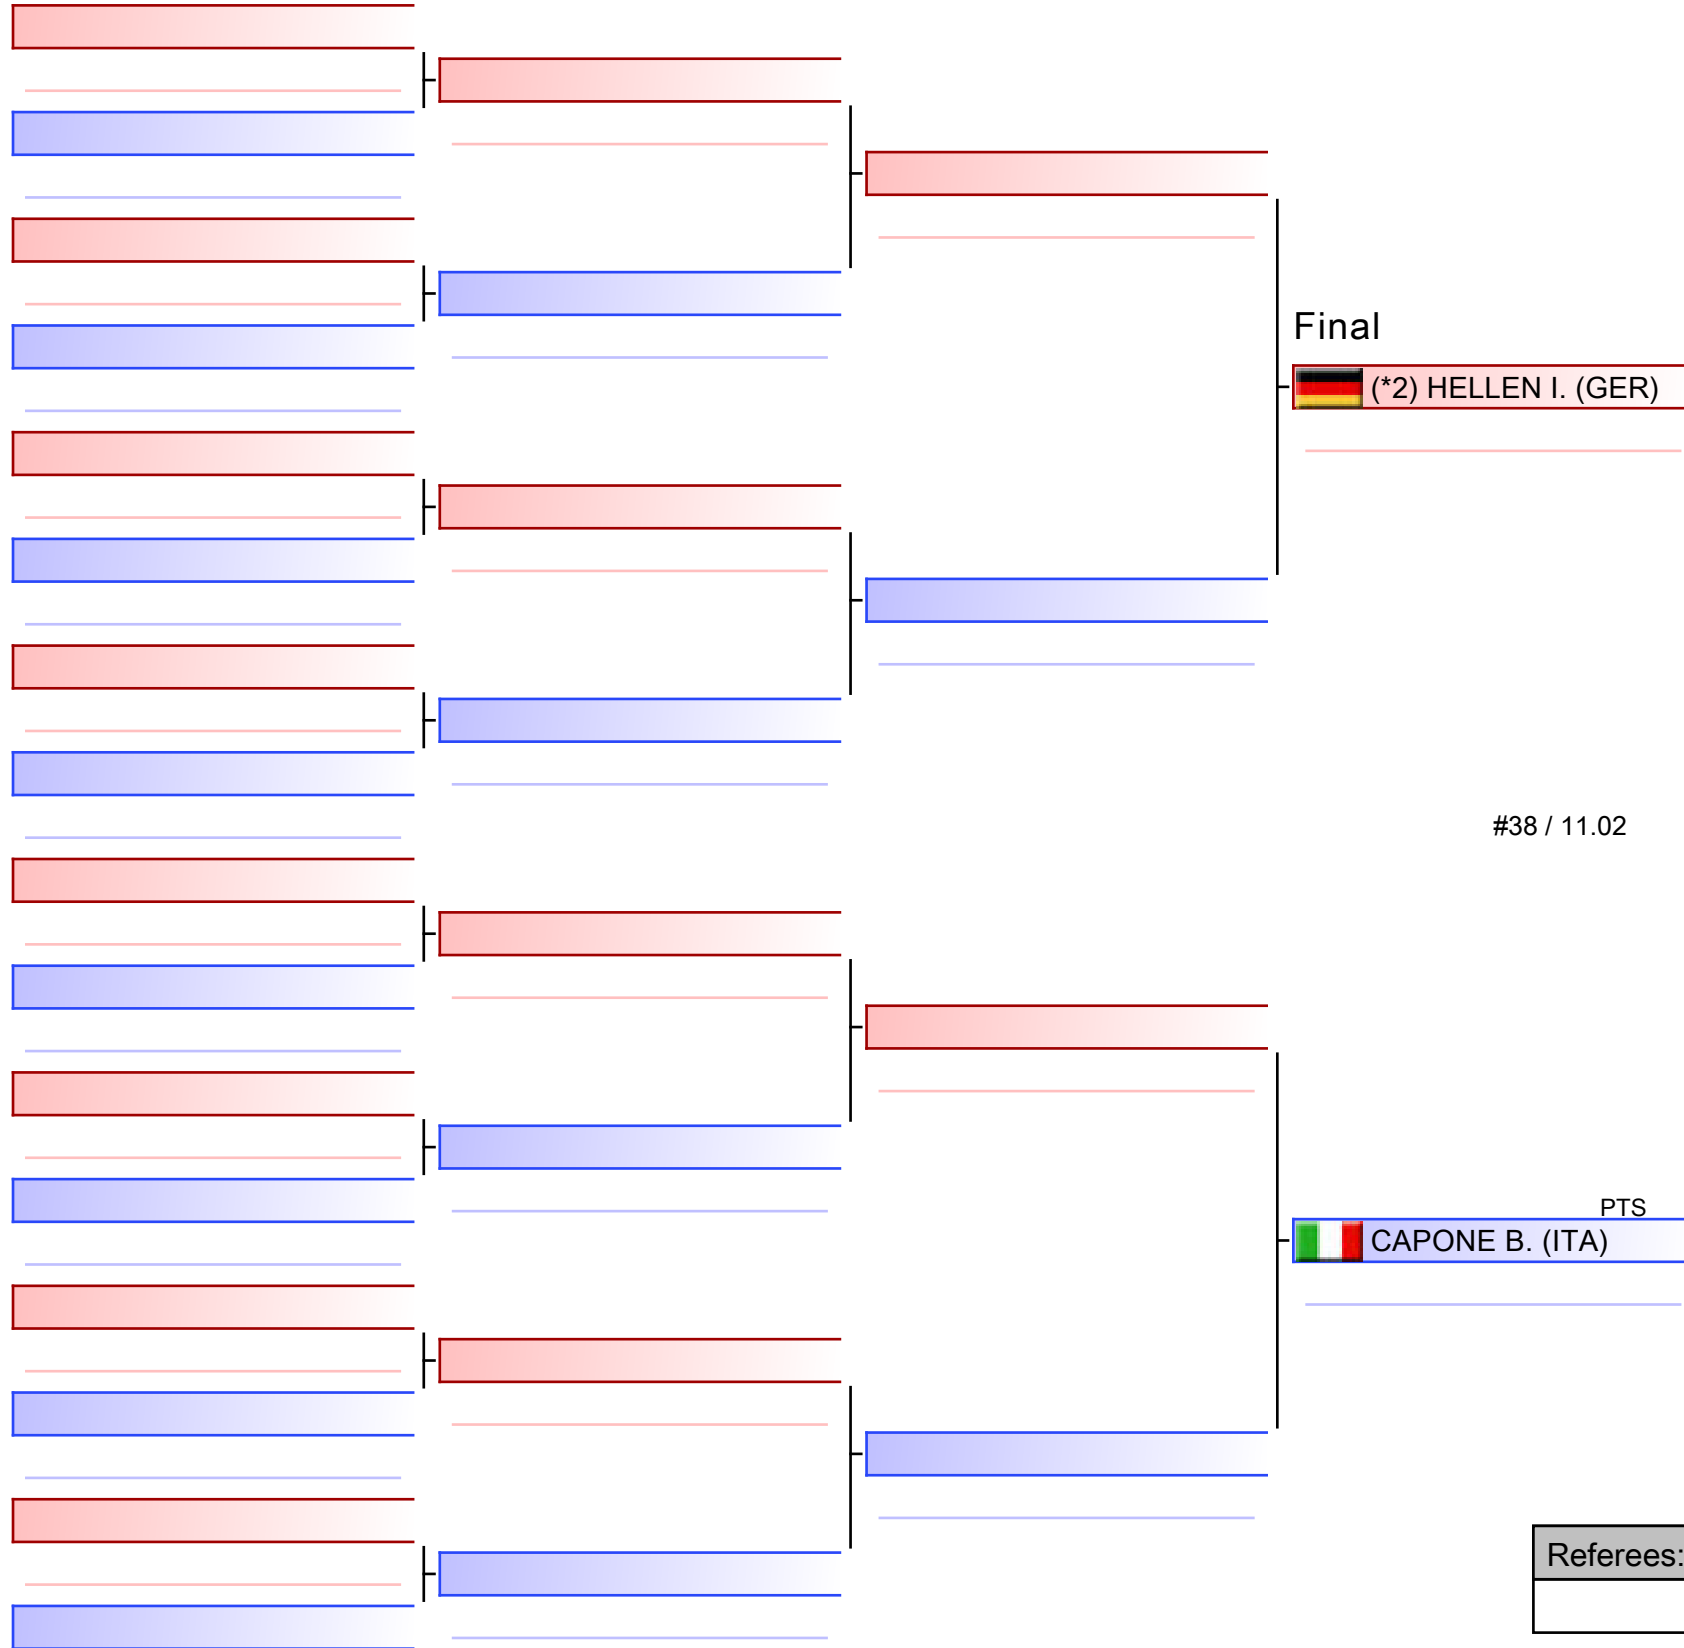 Final
(*2) HELLEN I. (GER)
#38 / 11.02
PTS
CAPONE B. (ITA)
Referees: